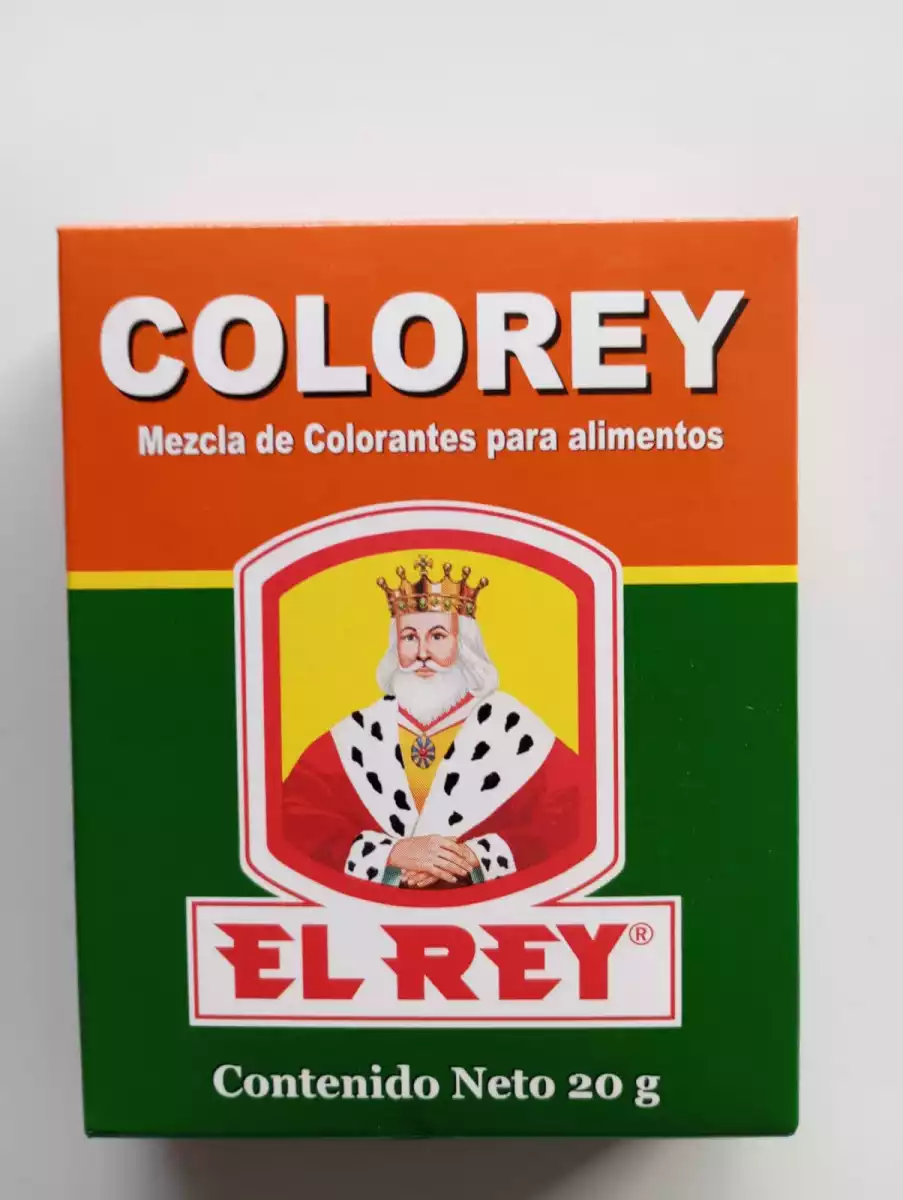 COLOREY
Mezcla de Colorantes para alimentos
EL REY®
Contenido Neto 20 g